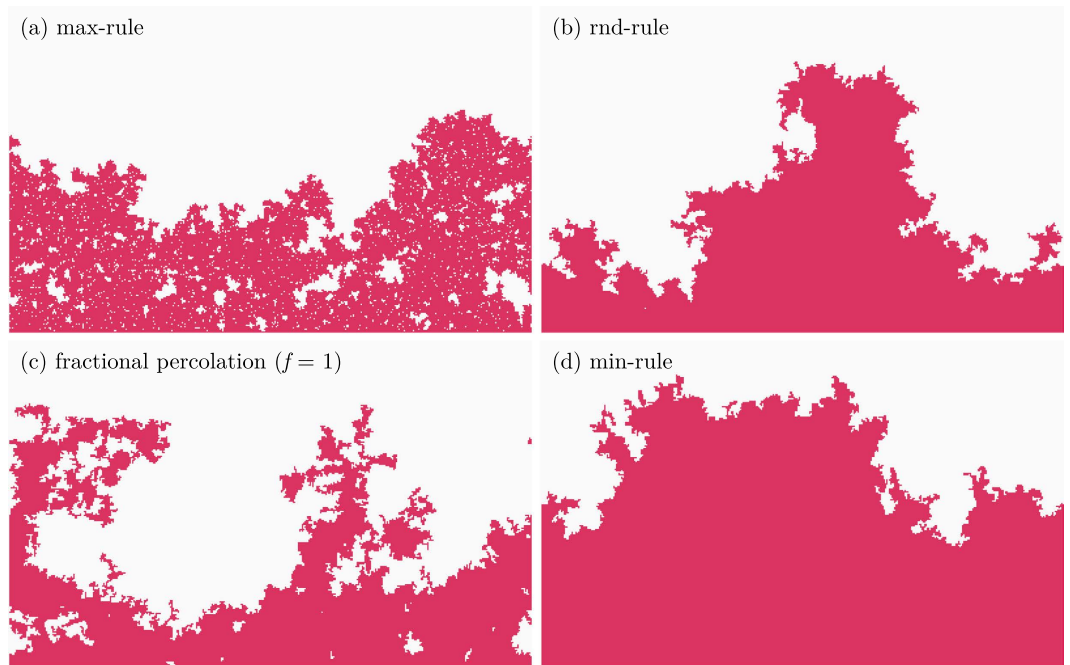 (a) max-rule
(b) rnd-rule
(c) fractional percolation (f = 1)
(d) min-rule